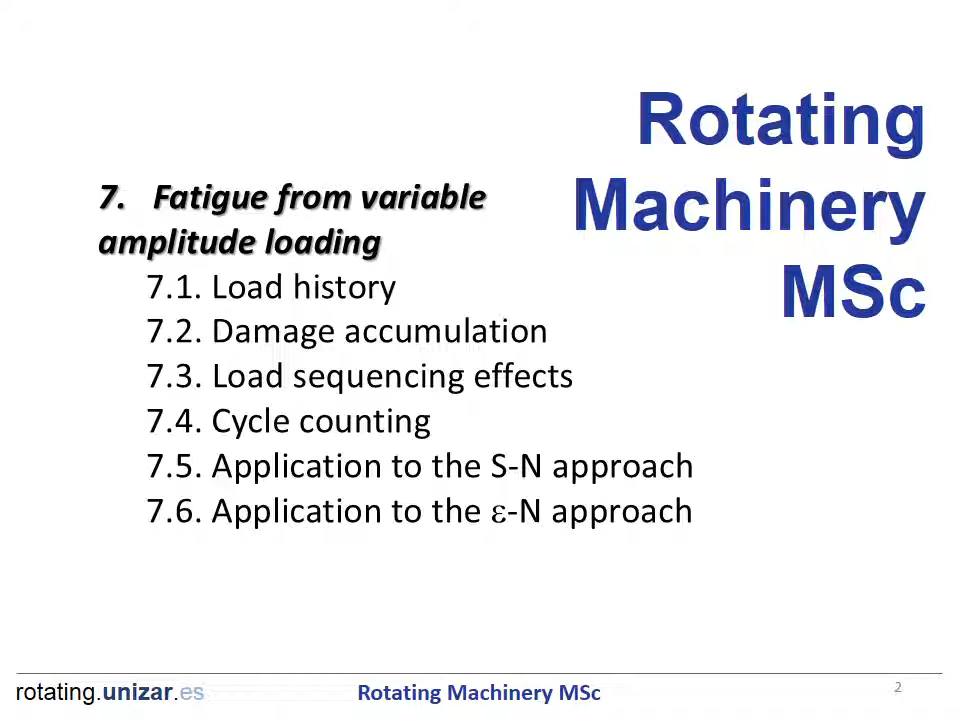 Rotating
Machinery
MSc
7. Fatigue from variable
amplitude loading
7.1. Load history
7.2. Damage accumulation
7.3. Load sequencing effects
7.4. Cycle counting
7.5. Application to the S-N approach
7.6. Application to the ε-N approach
rotating.unizar.es
Rotating Machinery MSc
2